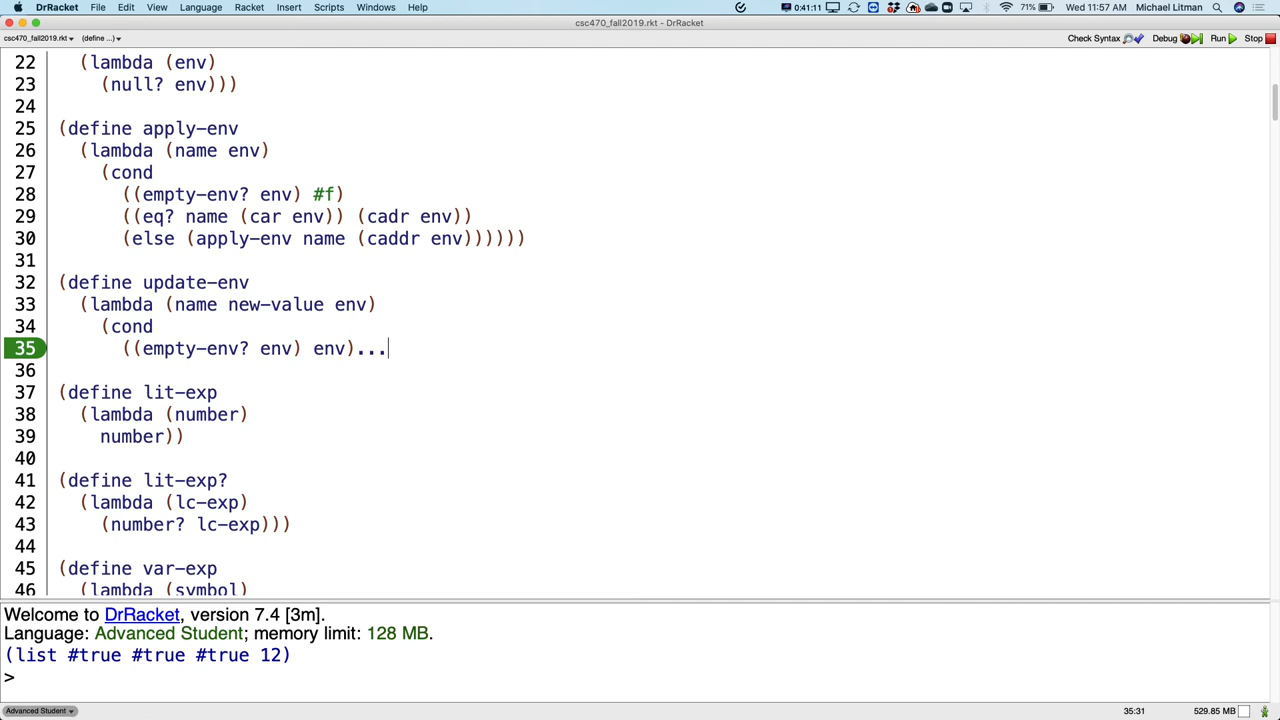 DrRacket File Edit View Language Racket Insert Scripts Windows Help 0:41:11 71% Wed 11:57 AM Michael Litman
csc470_fall2019.rkt - DrRacket
csc470_fall2019.rkt (define ...) Check Syntax Debug Run Stop
22 (lambda (env)
23 (null? env)))
24
25 (define apply-env
26 (lambda (name env)
27 (cond
28 ((empty-env? env) #f)
29 ((eq? name (car env)) (cadr env))
30 (else (apply-env name (caddr env))))))
31
32 (define update-env
33 (lambda (name new-value env)
34 (cond
35 ((empty-env? env) env)...
36
37 (define lit-exp
38 (lambda (number)
39 number))
40
41 (define lit-exp?
42 (lambda (lc-exp)
43 (number? lc-exp)))
44
45 (define var-exp
46 (lambda (symbol)
Welcome to DrRacket, version 7.4 [3m].
Language: Advanced Student; memory limit: 128 MB.
(list #true #true #true 12)
>
Advanced Student 35:31 529.85 MB